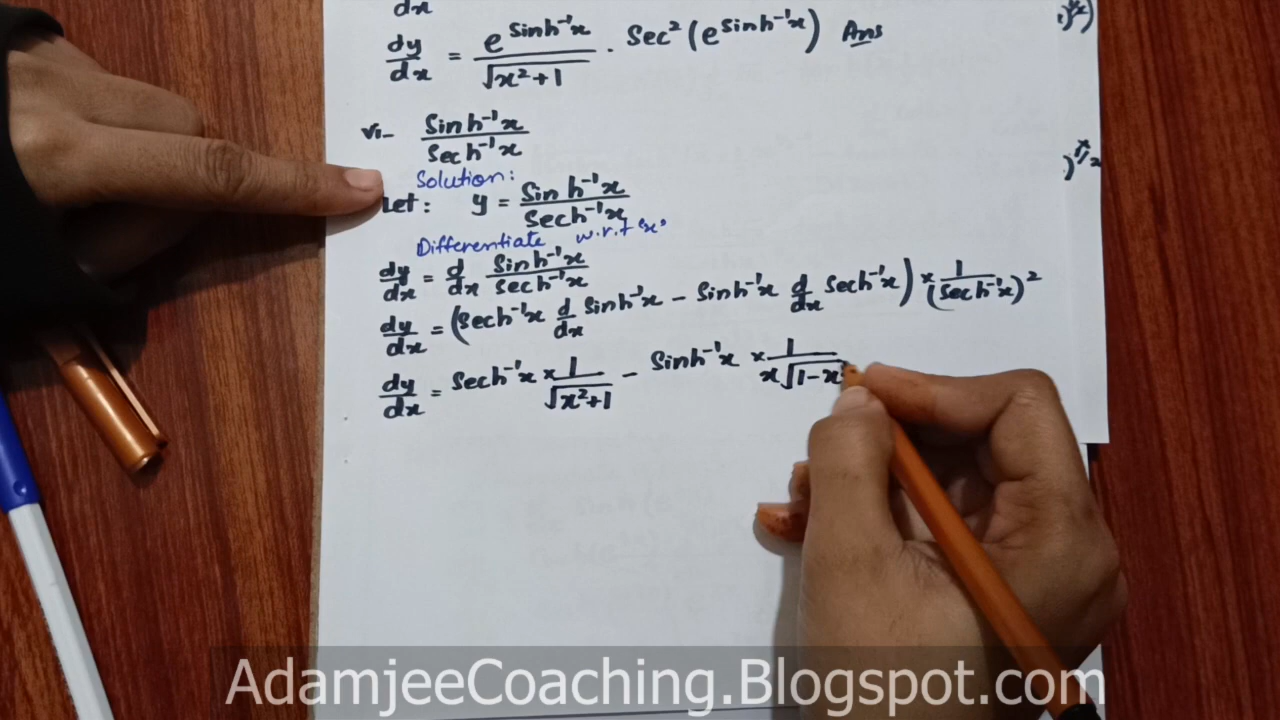 dx
dy/dx = e^sinh⁻¹x / √x²+1 . Sec² (e^sinh⁻¹x) Ans
vi- Sinh⁻¹x / Sech⁻¹x
Solution:
Let: y = Sinh⁻¹x / Sech⁻¹x
Differentiate w.r.t 'x'
dy/dx = d/dx Sinh⁻¹x / Sech⁻¹x
dy/dx = (Sech⁻¹x d/dx Sinh⁻¹x – Sinh⁻¹x d/dx Sech⁻¹x) × 1/(Sech⁻¹x)²
dy/dx = Sech⁻¹x × 1/√x²+1 – Sinh⁻¹x × 1/x√1-x
AdamjeeCoaching.Blogspot.com